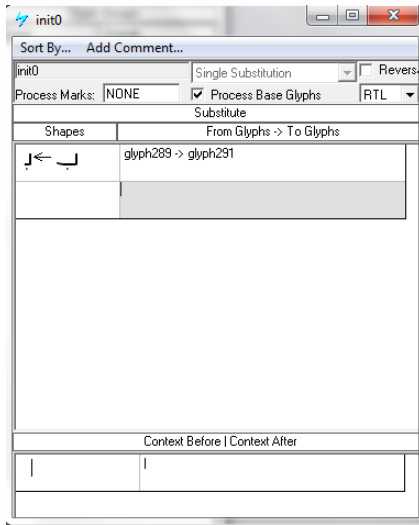 init0
Sort By... Add Comment...
init0 Single Substitution Revers
Process Marks: NONE Process Base Glyphs RTL
Substitute
Shapes From Glyphs -> To Glyphs
glyph289 -> glyph291
Context Before | Context After